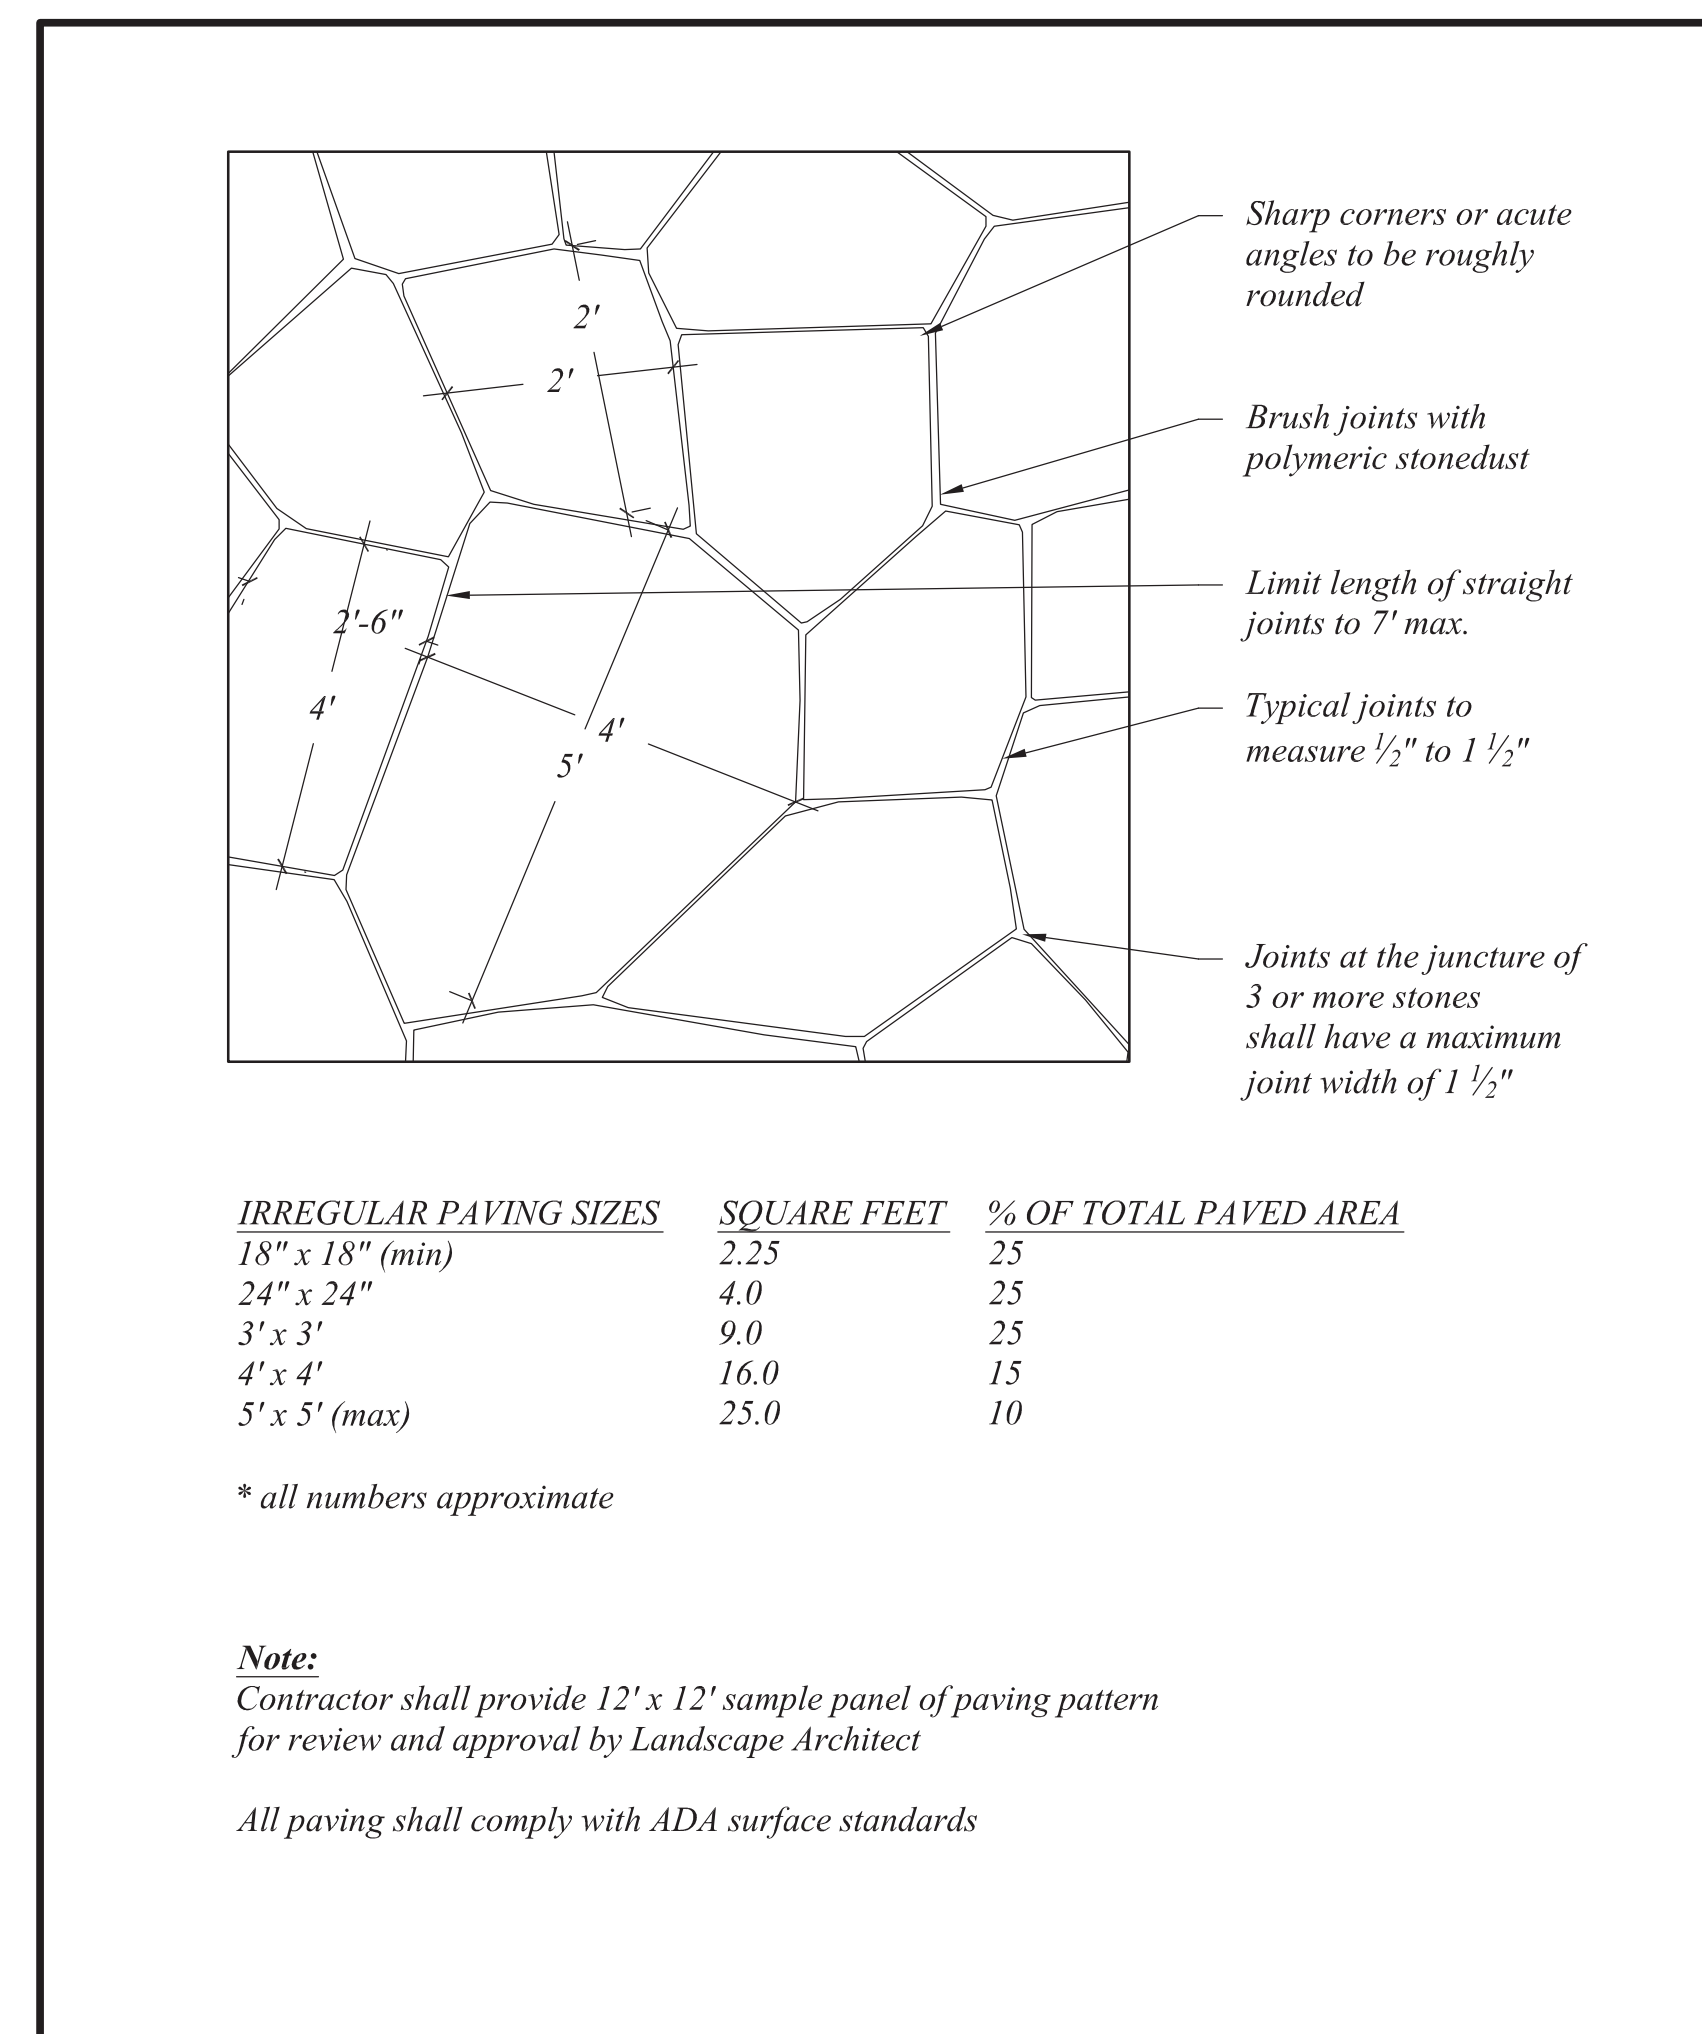 Sharp corners or acute
angles to be roughly
rounded
2'
2'
Brush joints with
polymeric stonedust
Limit length of straight
joints to 7' max.
2'-6"
4'
4'
5'
Typical joints to
measure ½" to 1 ½"
Joints at the juncture of
3 or more stones
shall have a maximum
joint width of 1 ½"
IRREGULAR PAVING SIZES SQUARE FEET % OF TOTAL PAVED AREA
18" x 18" (min) 2.25 25
24" x 24" 4.0 25
3' x 3' 9.0 25
4' x 4' 16.0 15
5' x 5' (max) 25.0 10
* all numbers approximate
Note:
Contractor shall provide 12' x 12' sample panel of paving pattern
for review and approval by Landscape Architect
All paving shall comply with ADA surface standards